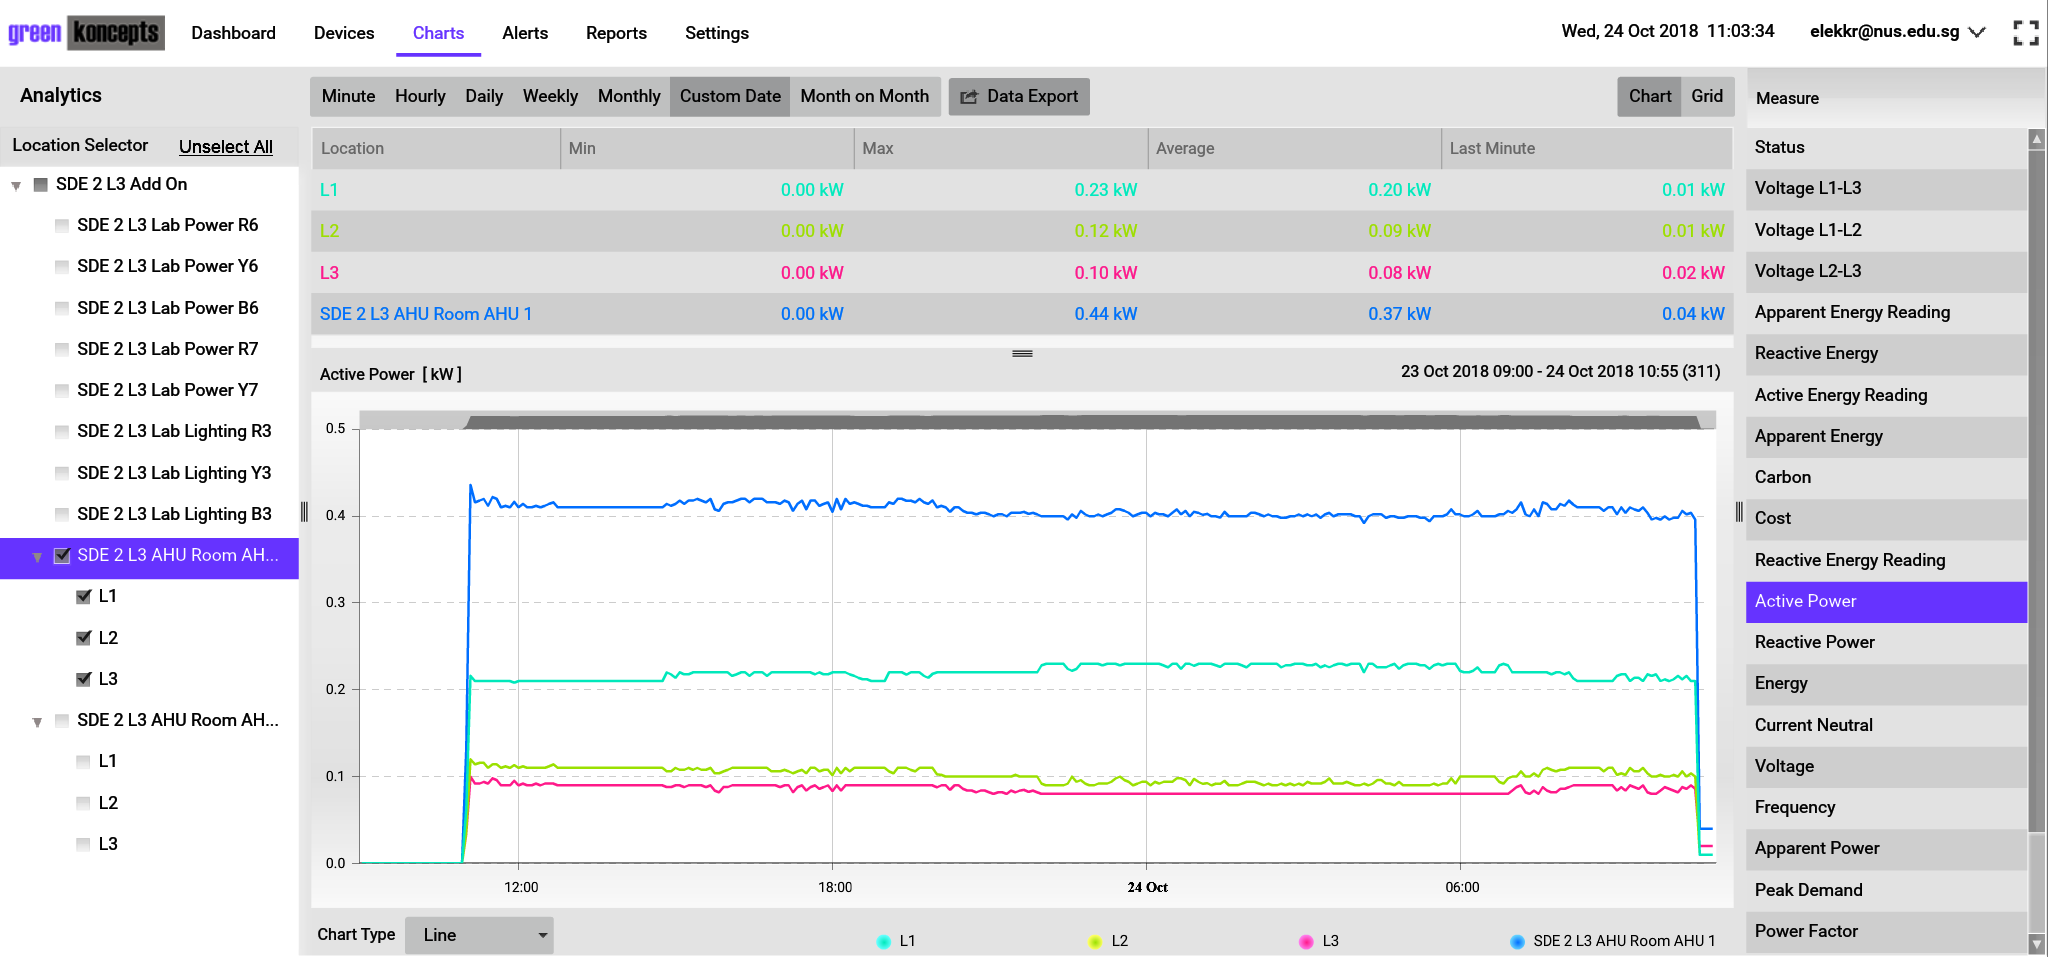 green koncepts
Dashboard Devices Charts Alerts Reports Settings
Wed, 24 Oct 2018 11:03:34
elekkr@nus.edu.sg
Analytics
Location Selector Unselect All
SDE 2 L3 Add On
SDE 2 L3 Lab Power R6
SDE 2 L3 Lab Power Y6
SDE 2 L3 Lab Power B6
SDE 2 L3 Lab Power R7
SDE 2 L3 Lab Power Y7
SDE 2 L3 Lab Lighting R3
SDE 2 L3 Lab Lighting Y3
SDE 2 L3 Lab Lighting B3
SDE 2 L3 AHU Room AH...
L1
L2
L3
SDE 2 L3 AHU Room AH...
L1
L2
L3
Minute Hourly Daily Weekly Monthly Custom Date Month on Month Data Export Chart Grid
Location Min Max Average Last Minute
L1 0.00 kW 0.23 kW 0.20 kW 0.01 kW
L2 0.00 kW 0.12 kW 0.09 kW 0.01 kW
L3 0.00 kW 0.10 kW 0.08 kW 0.02 kW
SDE 2 L3 AHU Room AHU 1 0.00 kW 0.44 kW 0.37 kW 0.04 kW
Active Power [ kW ] 23 Oct 2018 09:00 - 24 Oct 2018 10:55 (311)
0.5
0.4
0.3
0.2
0.1
0.0
12:00 18:00 24 Oct 06:00
Chart Type Line L1 L2 L3 SDE 2 L3 AHU Room AHU 1
Measure
Status
Voltage L1-L3
Voltage L1-L2
Voltage L2-L3
Apparent Energy Reading
Reactive Energy
Active Energy Reading
Apparent Energy
Carbon
Cost
Reactive Energy Reading
Active Power
Reactive Power
Energy
Current Neutral
Voltage
Frequency
Apparent Power
Peak Demand
Power Factor